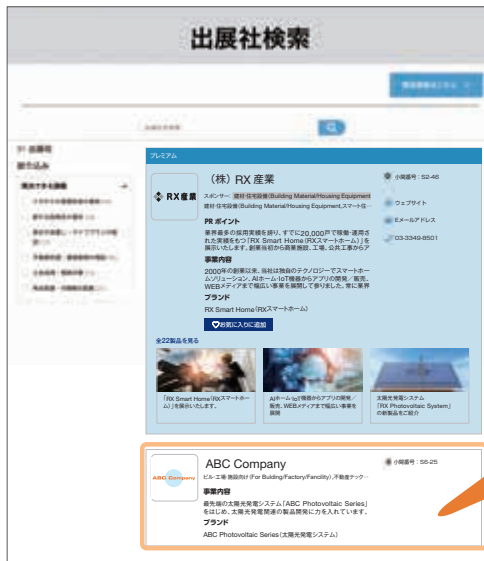 出展社検索
プレミアム
RX産業
(株) RX 産業
スポンサー: 建材・住宅設備(Building Material/Housing Equipment
建材・住宅設備(Building Material/Housing Equipment,スマート住…
PR ポイント
業界最多の採用実績を誇り、すでに20,000戸で稼働・運用さ
れた実績をもつ「RX Smart Home(RXスマートホーム)」を
展示いたします。創業当初から商業施設、工場、公共工事からア
事業内容
2000年の創業以来、当社は独自のテクノロジーでスマートホー
ムソリューション、AIホーム・IoT機器からアプリの開発/販売、
WEBメディアまで幅広い事業を展開して参りました。常に業界
ブランド
RX Smart Home(RXスマートホーム)
お気に入りに追加
小間番号 : S2-46
ウェブサイト
Eメールアドレス
03-3349-8501
全22製品を見る
「RX Smart Home(RXスマートホー
ム)」を展示いたします。
AIホーム・IoT機器からアプリの開発/
販売、WEBメディアまで幅広い事業を
展開
太陽光発電システム
「RX Photovoltaic System」
の新製品をご紹介
ABC Company
ABC Company
ビル・工場・施設向け(For Building/Factory/Fancility),不動産テック…
事業内容
最先端の太陽光発電システム「ABC Photovoltaic Series」
をはじめ、太陽光発電関連の製品開発に力を入れています。
ブランド
ABC Photovoltaic Series(太陽光発電システム)
小間番号 : S6-25